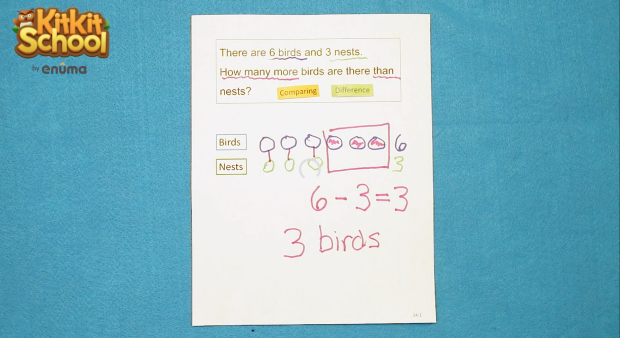 Kitkit
School
by enuma
There are 6 birds and 3 nests.
How many more birds are there than
nests? Comparing Difference
Birds 6
Nests 3
6 - 3 = 3
3 birds